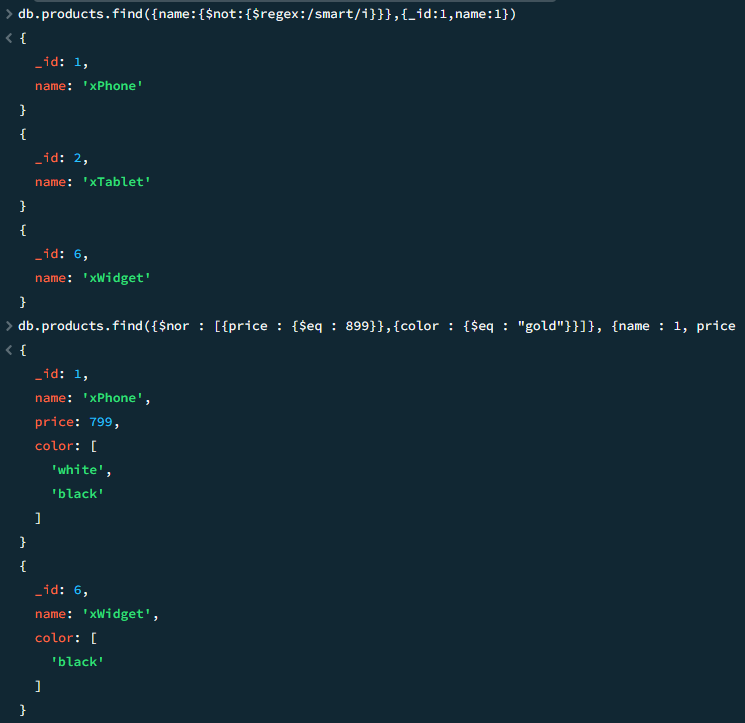 > db.products.find({name:{$not:{$regex:/smart/i}}},{_id:1,name:1})
< {
_id: 1,
name: 'xPhone'
}
{
_id: 2,
name: 'xTablet'
}
{
_id: 6,
name: 'xWidget'
}
> db.products.find({$nor : [{price : {$eq : 899}},{color : {$eq : "gold"}}]}, {name : 1, price
< {
_id: 1,
name: 'xPhone',
price: 799,
color: [
'white',
'black'
]
}
{
_id: 6,
name: 'xWidget',
color: [
'black'
]
}